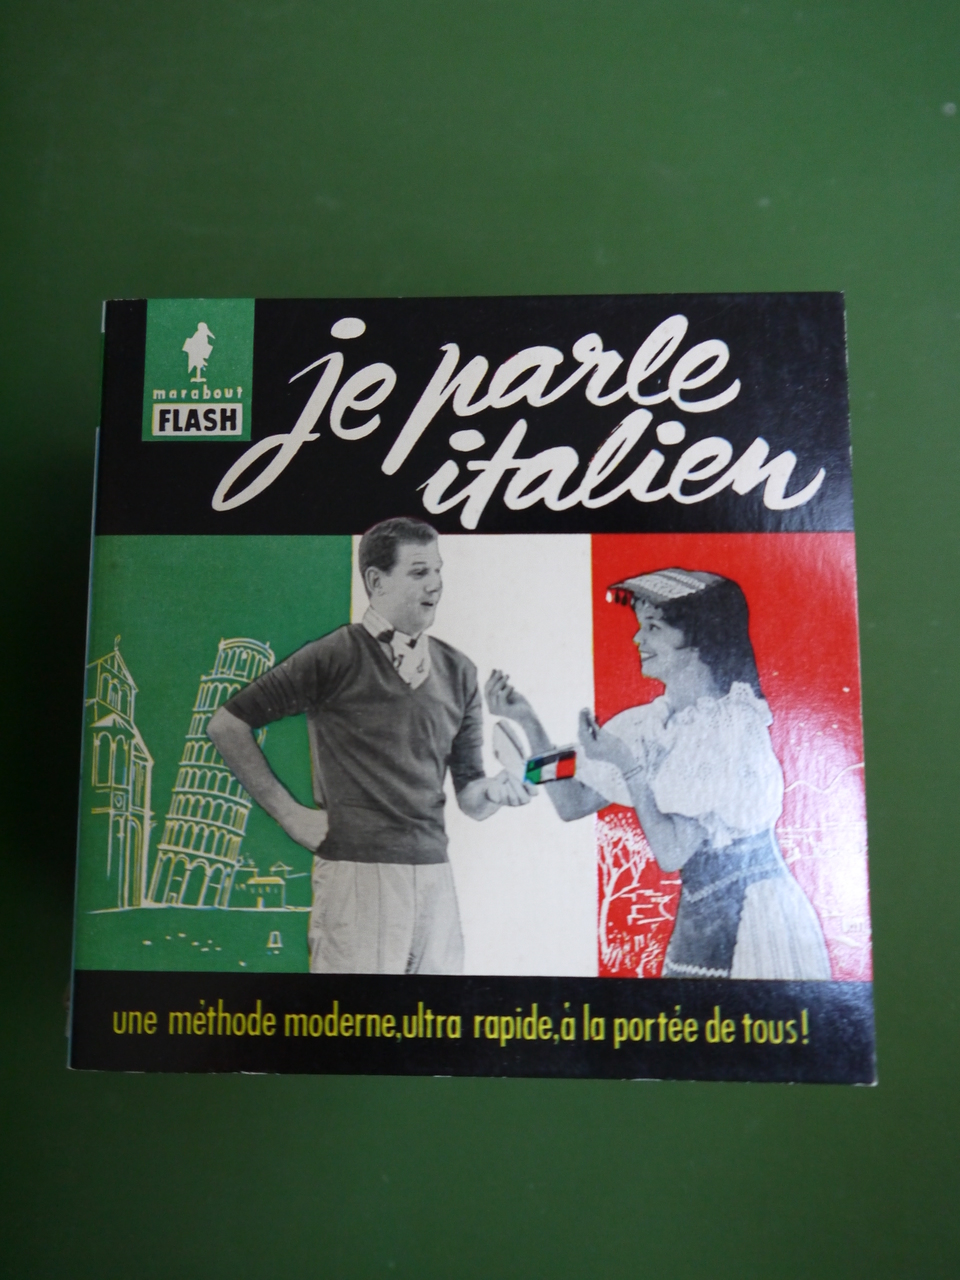 marabout
FLASH
je parle
italien
une méthode moderne, ultra rapide, à la portée de tous!